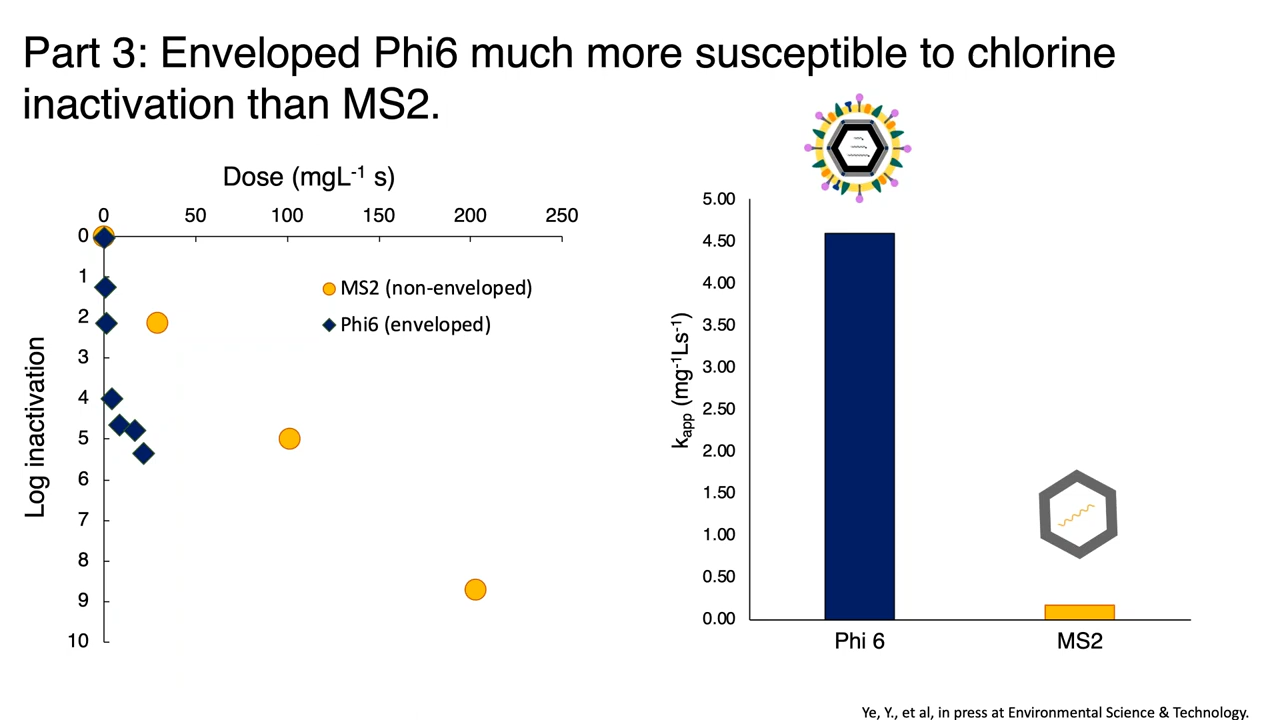 Part 3: Enveloped Phi6 much more susceptible to chlorine
inactivation than MS2.
Dose (mgL⁻¹ s)
0 50 100 150 200 250
0
1
2
3
4
5
6
7
8
9
10
Log inactivation
MS2 (non-enveloped)
Phi6 (enveloped)
5.00
4.50
4.00
3.50
3.00
2.50
2.00
1.50
1.00
0.50
0.00
kapp (mg⁻¹Ls⁻¹)
Phi 6 MS2
Ye, Y., et al, in press at Environmental Science & Technology.